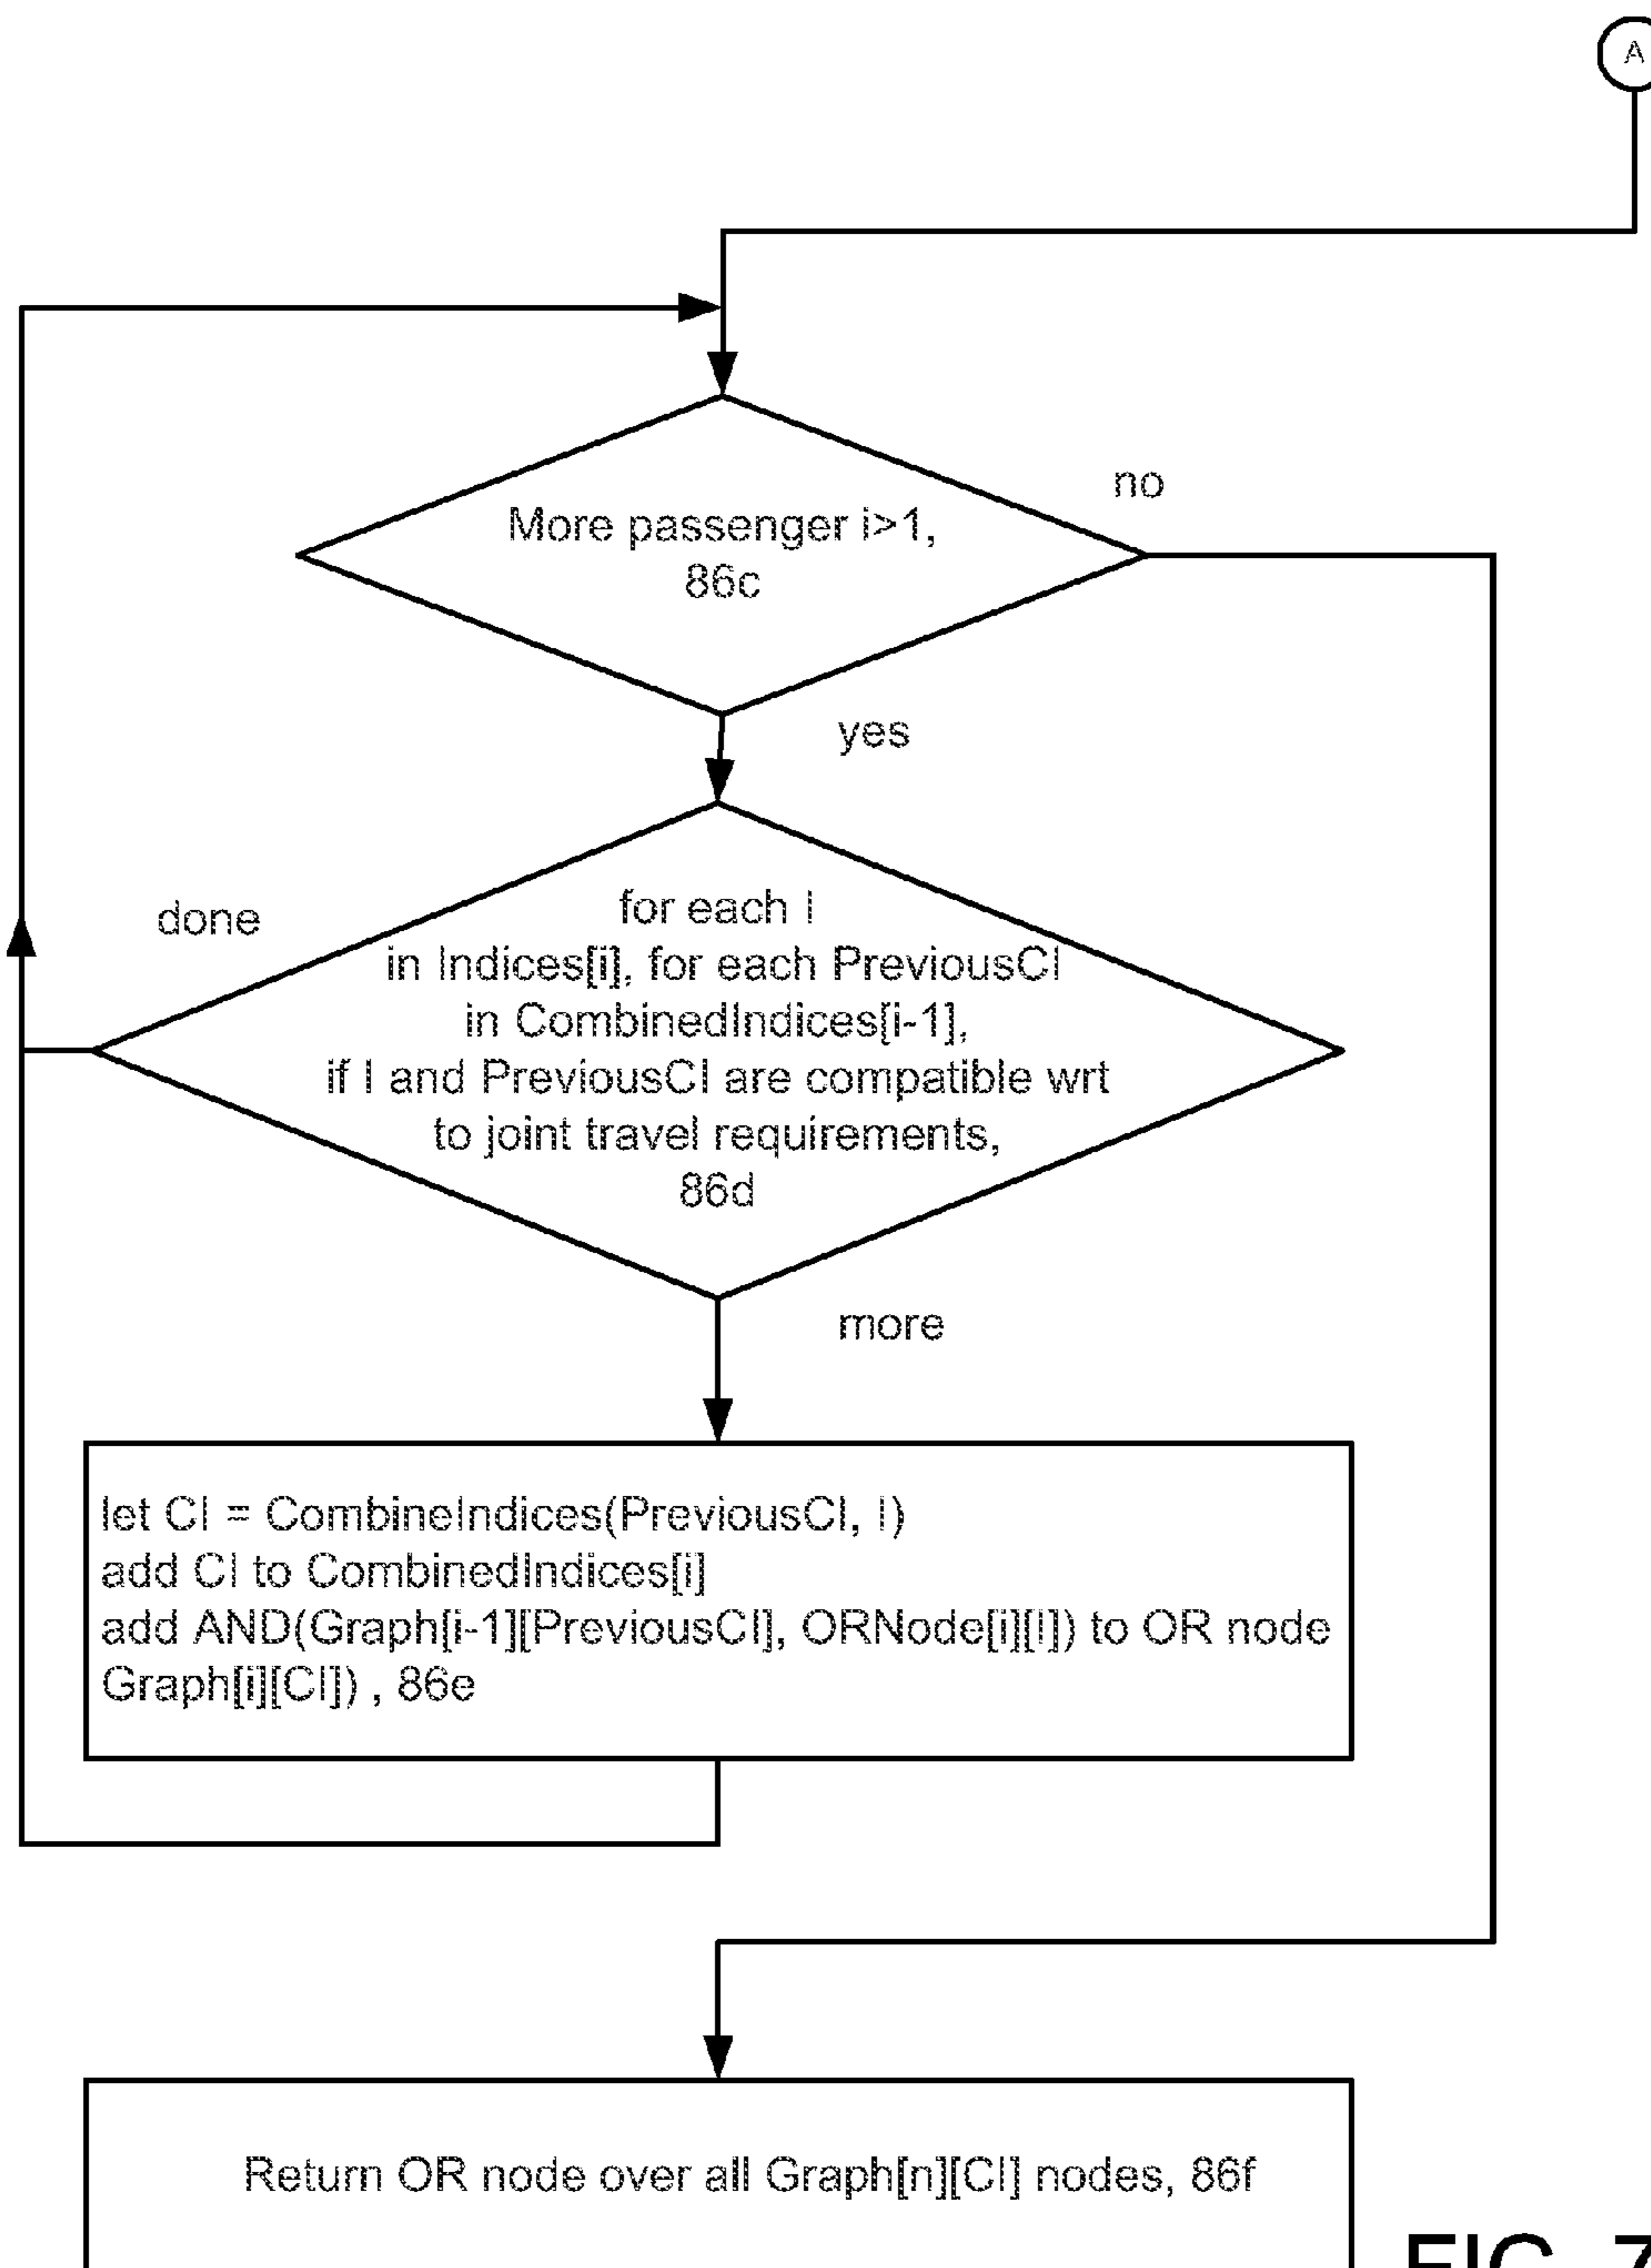 A
More passenger i>1,
86c
no
yes
for each I
in Indices[i], for each PreviousCI
in CombinedIndices[i-1],
if I and PreviousCI are compatible wrt
to joint travel requirements,
86d
done
more
let CI = CombineIndices(PreviousCI, I)
add CI to CombinedIndices[i]
add AND(Graph[i-1][PreviousCI], ORNode[i][I]) to OR node
Graph[i][CI]) , 86e
Return OR node over all Graph[n][CI] nodes, 86f
FIG. 7